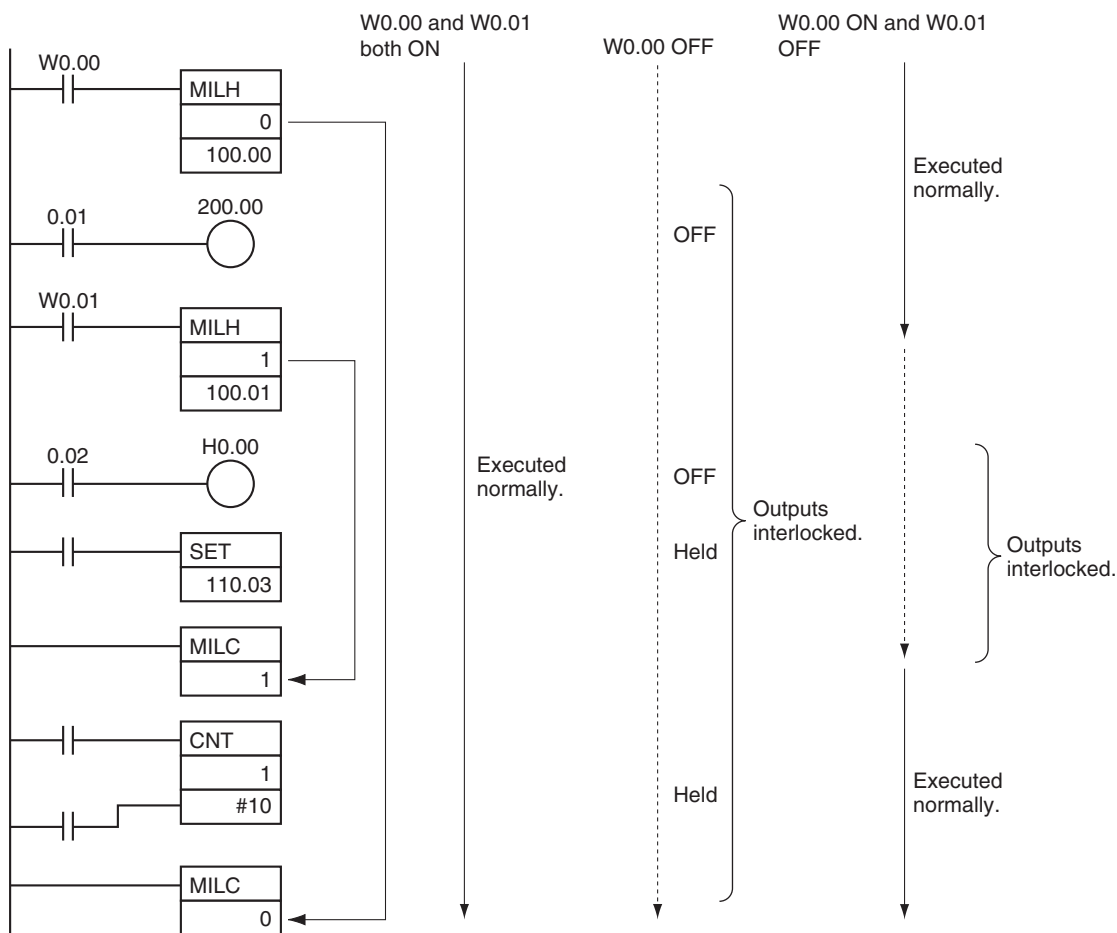 W0.00 and W0.01
both ON
W0.00 OFF
W0.00 ON and W0.01
OFF
W0.00
MILH
0
100.00
Executed
normally.
0.01
200.00
OFF
W0.01
MILH
1
100.01
0.02
H0.00
Executed
normally.
OFF
Outputs
interlocked.
SET
110.03
Held
Outputs
interlocked.
MILC
1
CNT
1
#10
Held
Executed
normally.
MILC
0